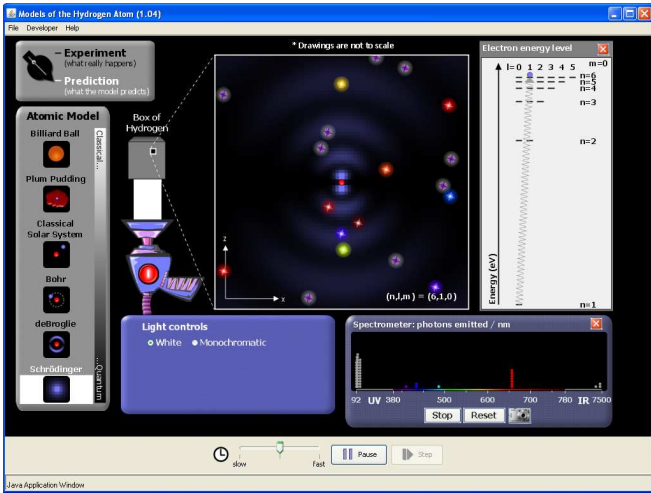 Models of the Hydrogen Atom (1.04)
File Developer Help
* Drawings are not to scale
Experiment
(what really happens)
Prediction
(what the model predicts)
Atomic Model
Billiard Ball
Plum Pudding
Classical
Solar System
Bohr
deBroglie
Schrödinger
Classical...
...Quantum
Box of
Hydrogen
z
x
(n,l,m) = (6,1,0)
Electron energy level
l=0 1 2 3 4 5 m=0
n=6
n=5
n=4
n=3
n=2
n=1
Energy (eV)
Light controls
White Monochromatic
Spectrometer: photons emitted / nm
92 UV 380 500 600 700 780 IR 7500
Stop Reset
slow Fast Pause Step
Java Application Window